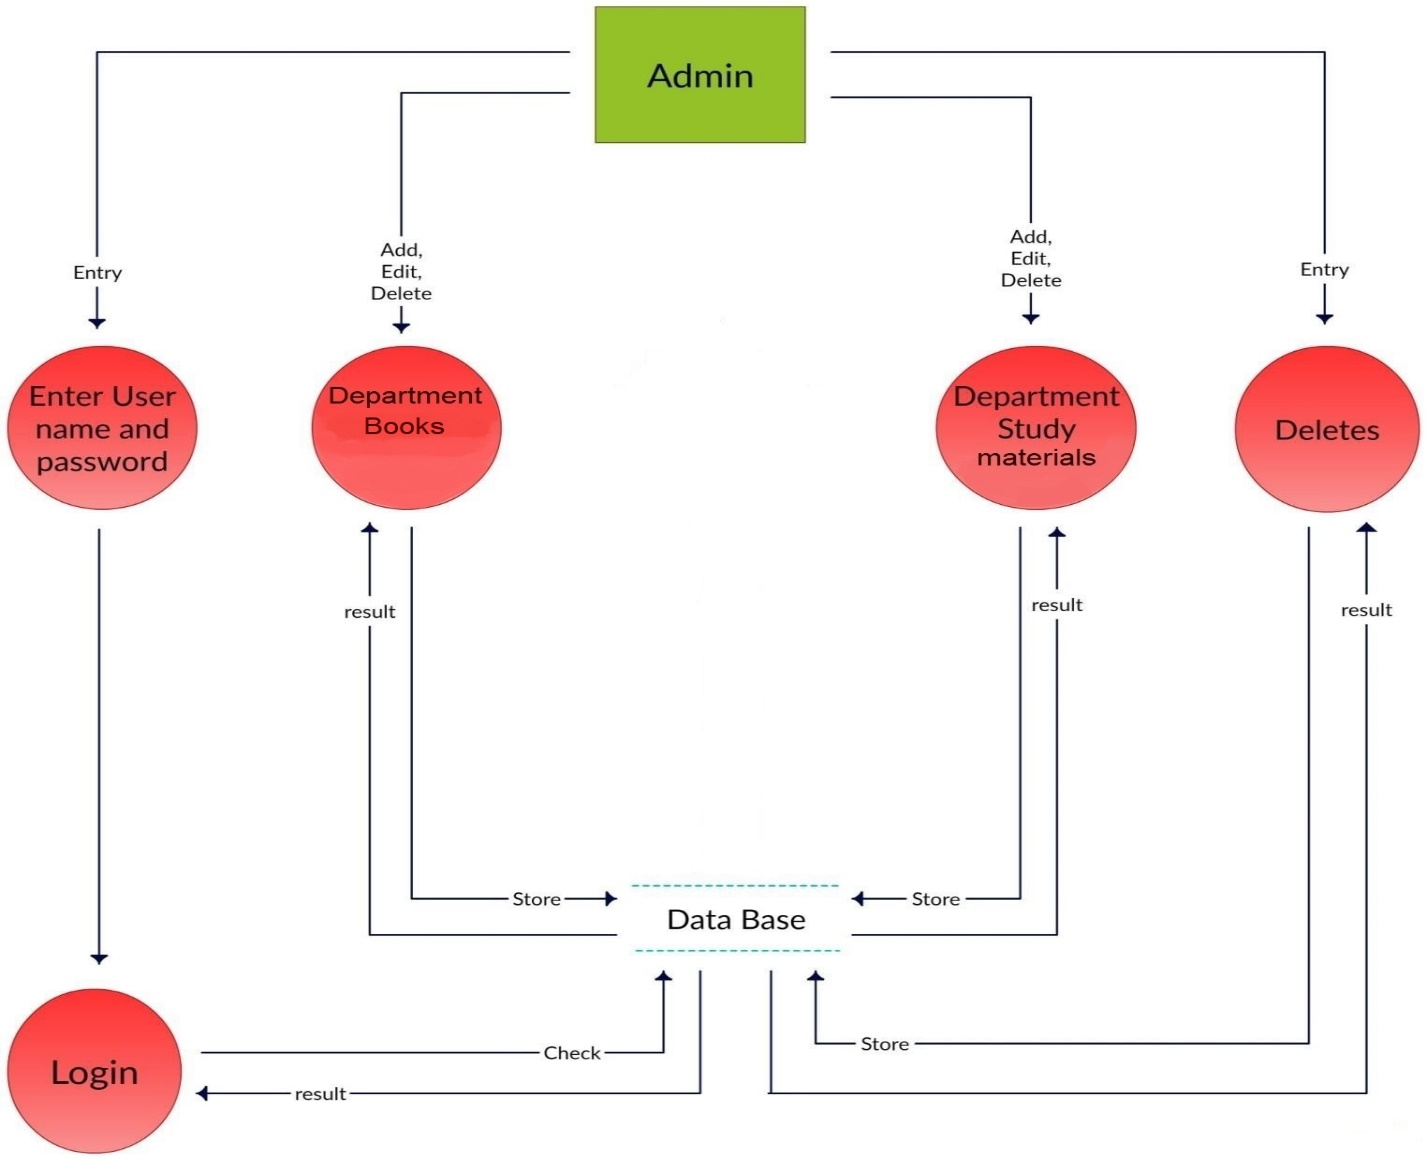 Admin
Entry
Add,
Edit,
Delete
Add,
Edit,
Delete
Entry
Enter User
name and
password
Department
Books
Department
Study
materials
Deletes
result
result
result
Store
Store
Data Base
Login
Check
Store
result